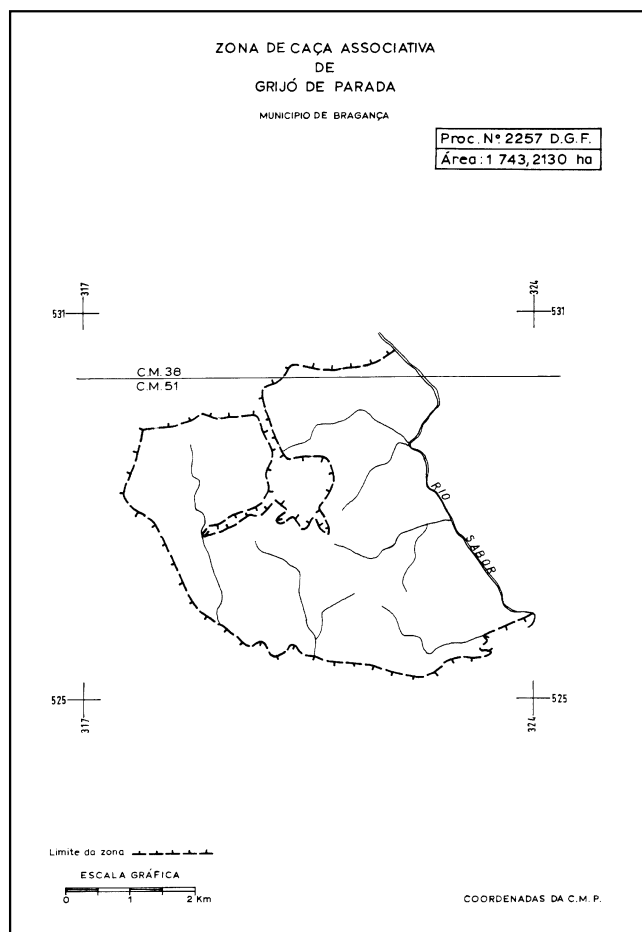 ZONA DE CAÇA ASSOCIATIVA
DE
GRIJÓ DE PARADA
MUNICIPIO DE BRAGANÇA
Proc. Nº 2257 D.G.F.
Área: 1 743,2130 ha
317
324
531
531
C.M. 38
C.M. 51
RIO
SABOR
525
525
317
324
Limite da zona
ESCALA GRÁFICA
0 1 2 Km
COORDENADAS DA C.M.P.